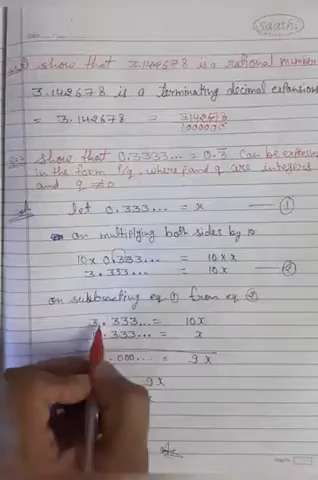 saathi
show that 3.142678 is a rational number
3.142678 is a terminating decimal expansion
= 3.142678 = 3142678
1000000
show that 0.3333... = 0.3̅ can be express
in the form p/q, where p and q are integers
and q ≠ 0
let 0.333... = x — ①
on multiplying both sides by 10
10x 0.333... = 10xx
3.333... = 10x — ②
on subtracting eq ① from eq ②
3.333... = 10x
.333... = x
.000... = 9x
9x